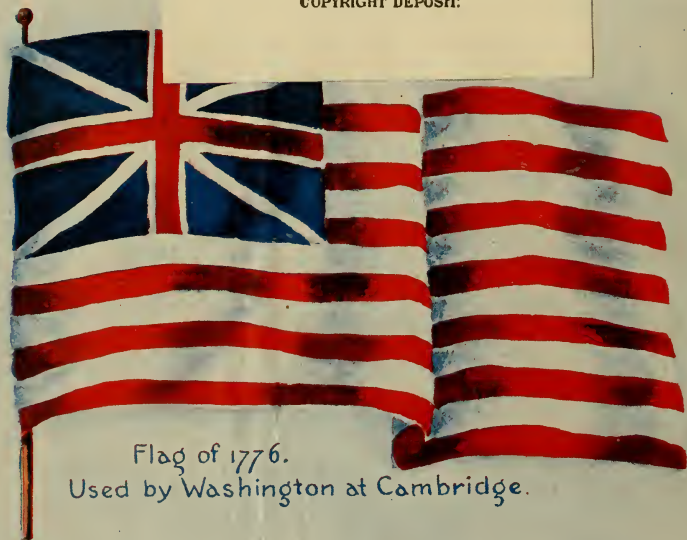 COPYRIGHT DEPOSIT:
Flag of 1776.
Used by Washington at Cambridge.